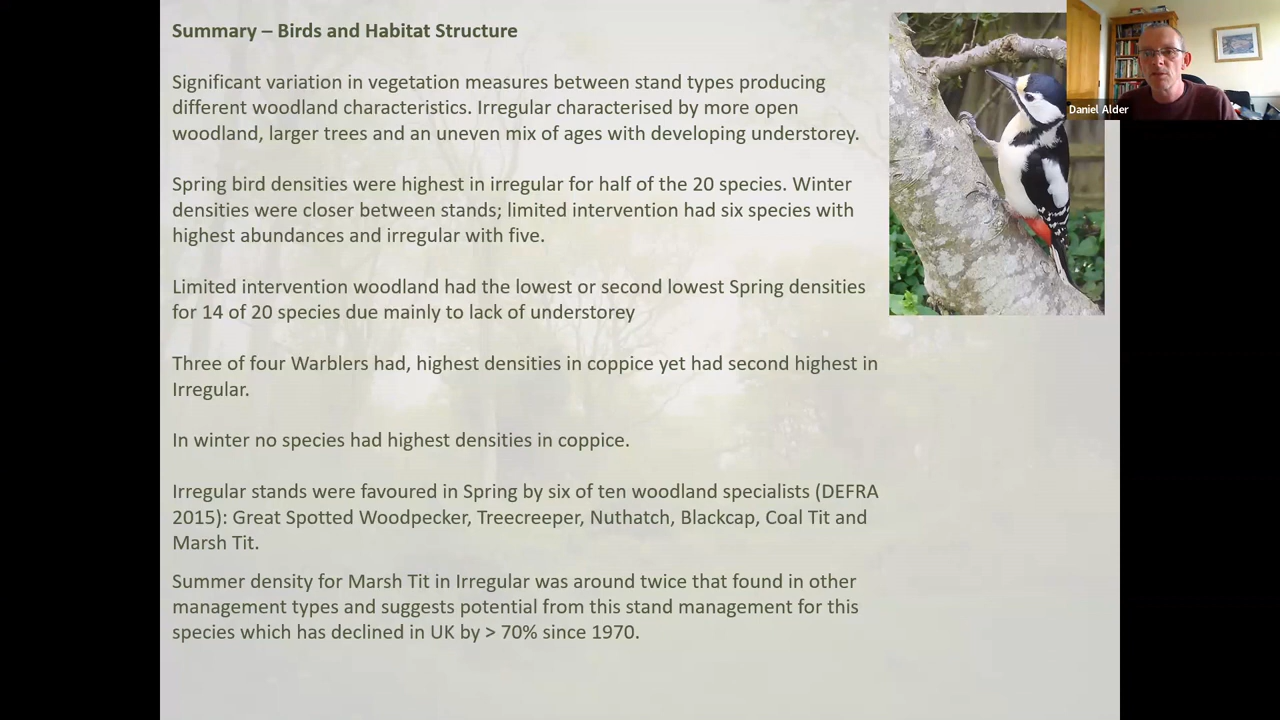 Summary – Birds and Habitat Structure
Significant variation in vegetation measures between stand types producing
different woodland characteristics. Irregular characterised by more open
woodland, larger trees and an uneven mix of ages with developing understorey.
Spring bird densities were highest in irregular for half of the 20 species. Winter
densities were closer between stands; limited intervention had six species with
highest abundances and irregular with five.
Limited intervention woodland had the lowest or second lowest Spring densities
for 14 of 20 species due mainly to lack of understorey
Three of four Warblers had, highest densities in coppice yet had second highest in
Irregular.
In winter no species had highest densities in coppice.
Irregular stands were favoured in Spring by six of ten woodland specialists (DEFRA
2015): Great Spotted Woodpecker, Treecreeper, Nuthatch, Blackcap, Coal Tit and
Marsh Tit.
Summer density for Marsh Tit in Irregular was around twice that found in other
management types and suggests potential from this stand management for this
species which has declined in UK by > 70% since 1970.
Daniel Alder